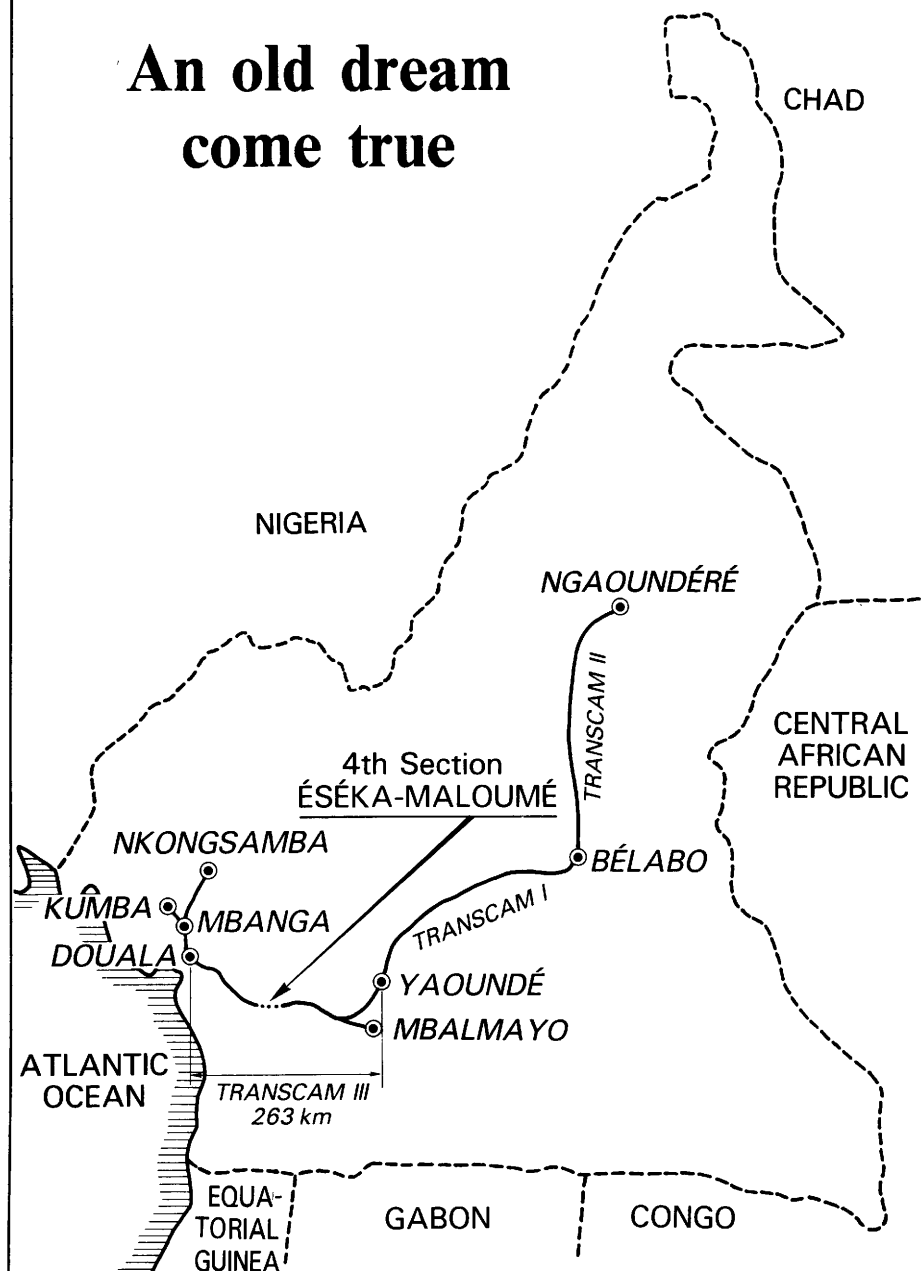 An old dream
come true
CHAD
NIGERIA
NGAOUNDÉRÉ
TRANSCAM II
CENTRAL
AFRICAN
REPUBLIC
4th Section
ÉSÉKA-MALOUMÉ
NKONGSAMBA
BÉLABO
KUMBA
MBANGA
TRANSCAM I
DOUALA
YAOUNDÉ
MBALMAYO
ATLANTIC
OCEAN
TRANSCAM III
263 km
EQUA-
TORIAL
GUINEA
GABON
CONGO